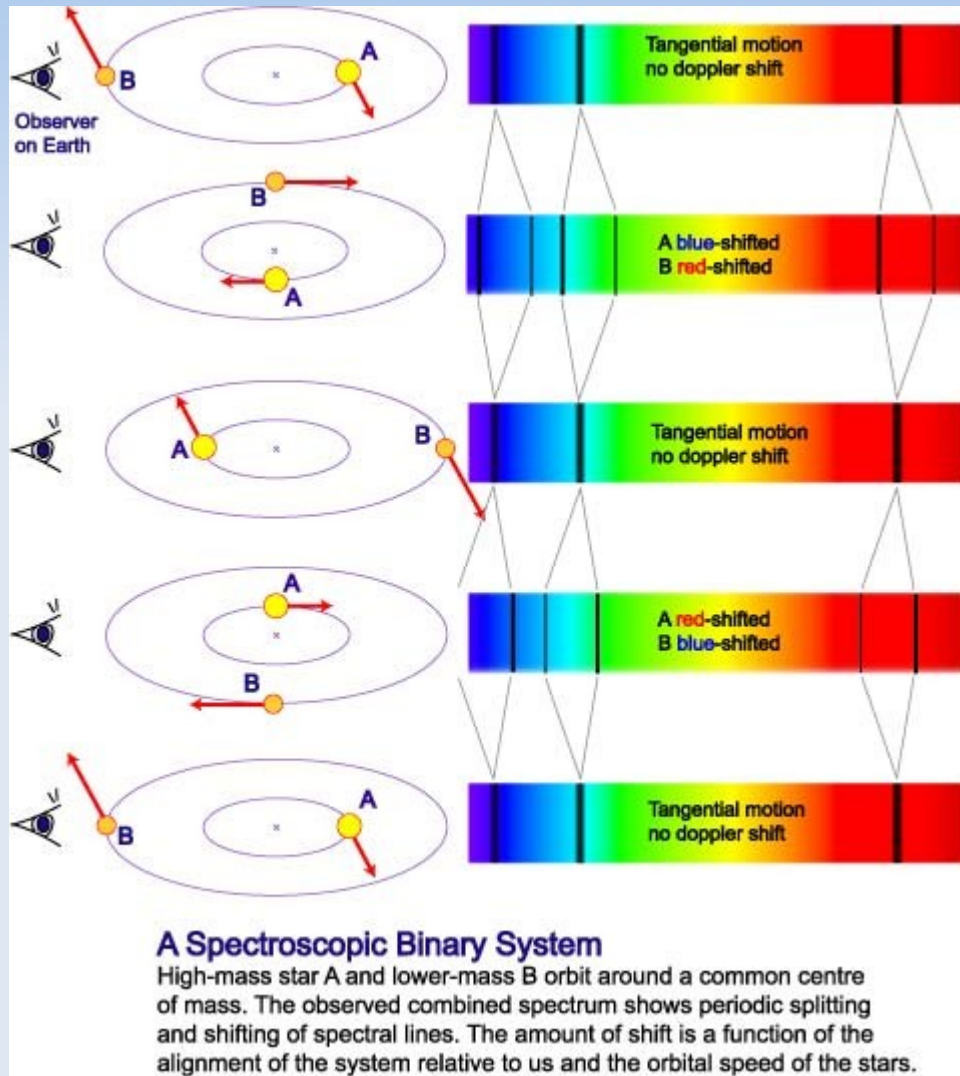 A
B
Observer
on Earth
Tangential motion
no doppler shift
B
A
A blue-shifted
B red-shifted
A
B
Tangential motion
no doppler shift
A
B
A red-shifted
B blue-shifted
A
B
Tangential motion
no doppler shift
A Spectroscopic Binary System
High-mass star A and lower-mass B orbit around a common centre
of mass. The observed combined spectrum shows periodic splitting
and shifting of spectral lines. The amount of shift is a function of the
alignment of the system relative to us and the orbital speed of the stars.